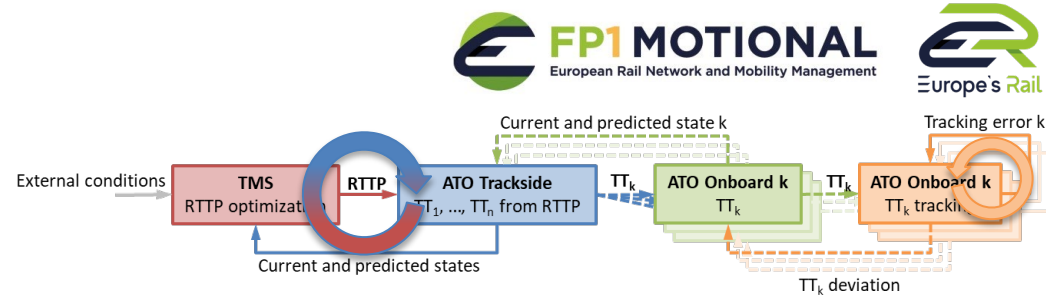 FP1 MOTIONAL
European Rail Network and Mobility Management
Europe's Rail
Current and predicted state k
Tracking error k
External conditions
TMS
RTTP optimization
RTTP
ATO Trackside
TT1, ..., TTn from RTTP
TTk
ATO Onboard k
TTk
TTk
ATO Onboard k
TTk tracking
Current and predicted states
TTk deviation